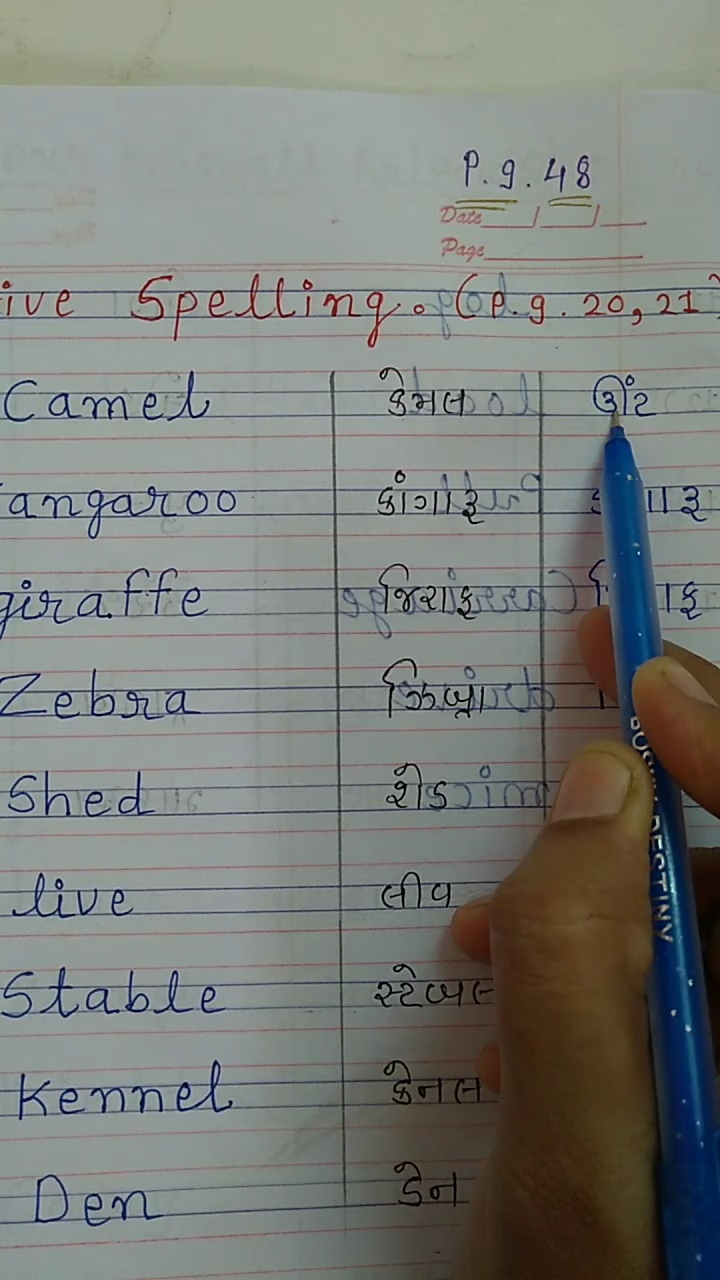 P.g. 48
Date / /
Page
ive Spelling. (P.g. 20, 21
Camel કેમલ ઊંટ
angaroo કાંગારૂ
giraffe જિરાફ
Zebra ઝિબ્રા
Shed શેડ
live લીવ
Stable સ્ટેબલ
Kennel કેનલ
Den ડેન
DESTINY